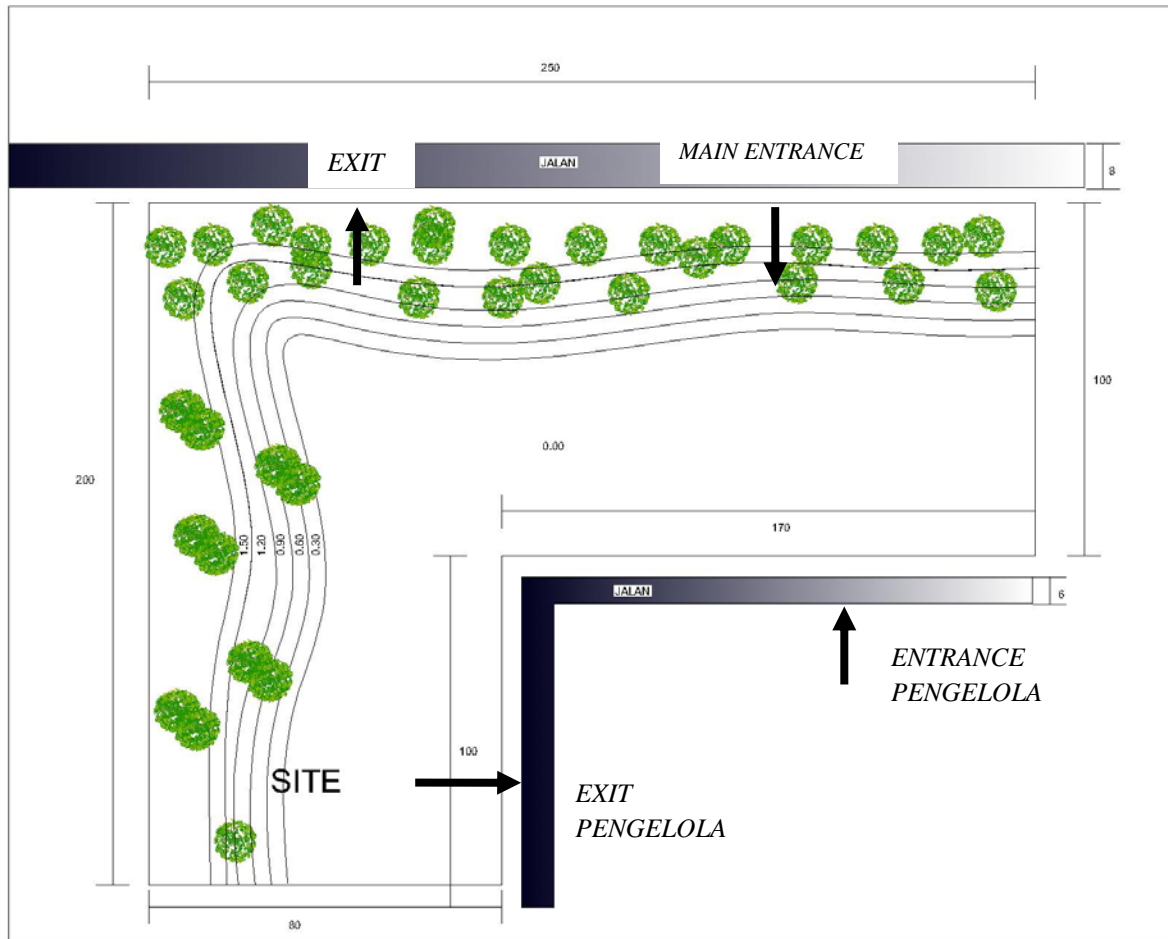 250
EXIT
JALAN
MAIN ENTRANCE
8
100
200
0.00
170
1.50
1.20
0.90
0.60
0.30
JALAN
6
ENTRANCE
PENGELOLA
100
SITE
EXIT
PENGELOLA
80